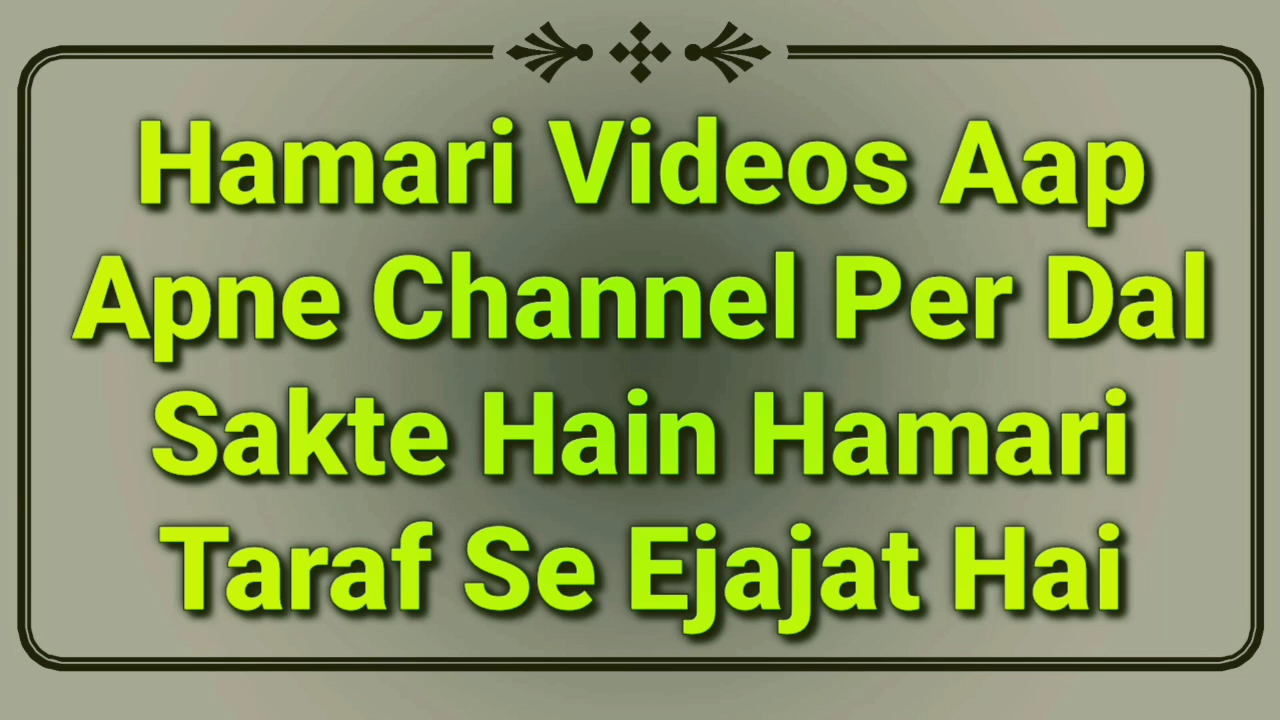 Hamari Videos Aap
Apne Channel Per Dal
Sakte Hain Hamari
Taraf Se Ejajat Hai